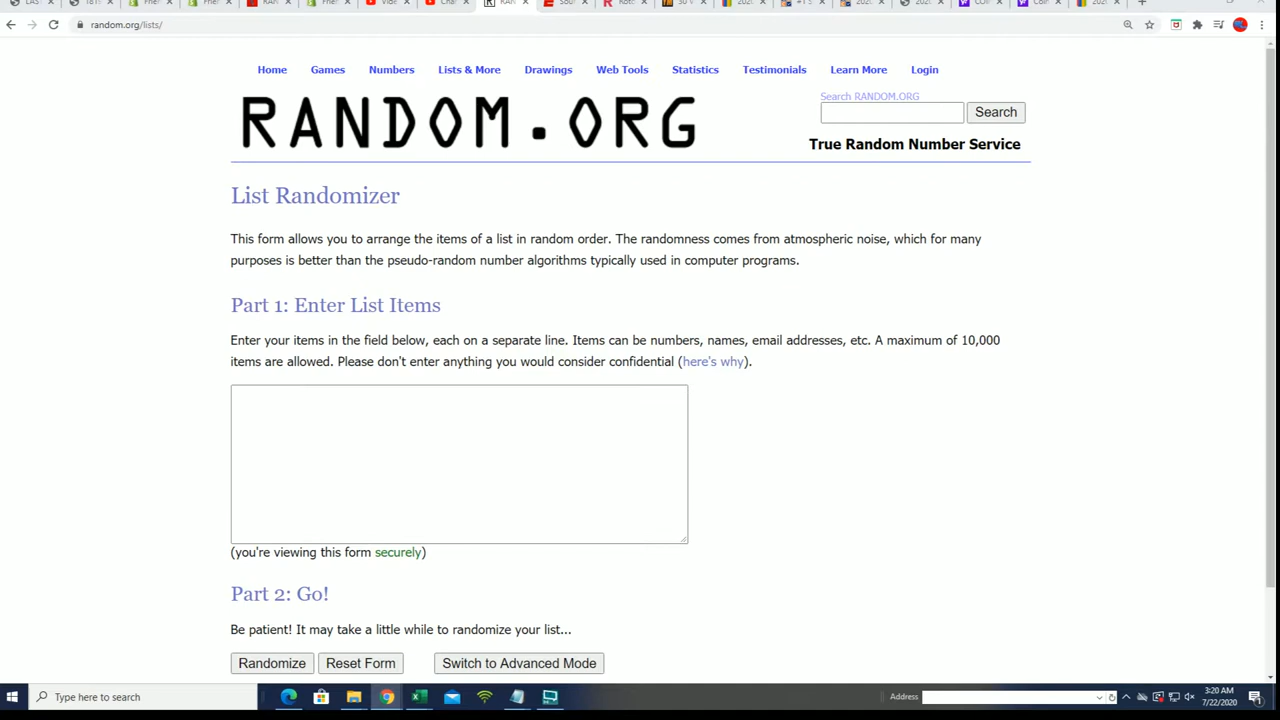 random.org/lists/
Home Games Numbers Lists & More Drawings Web Tools Statistics Testimonials Learn More Login
RANDOM.ORG
Search RANDOM.ORG
Search
True Random Number Service
List Randomizer
This form allows you to arrange the items of a list in random order. The randomness comes from atmospheric noise, which for many
purposes is better than the pseudo-random number algorithms typically used in computer programs.
Part 1: Enter List Items
Enter your items in the field below, each on a separate line. Items can be numbers, names, email addresses, etc. A maximum of 10,000
items are allowed. Please don't enter anything you would consider confidential (here's why).
(you're viewing this form securely)
Part 2: Go!
Be patient! It may take a little while to randomize your list...
Randomize Reset Form Switch to Advanced Mode
Type here to search
Address
3:20 AM
7/22/2020